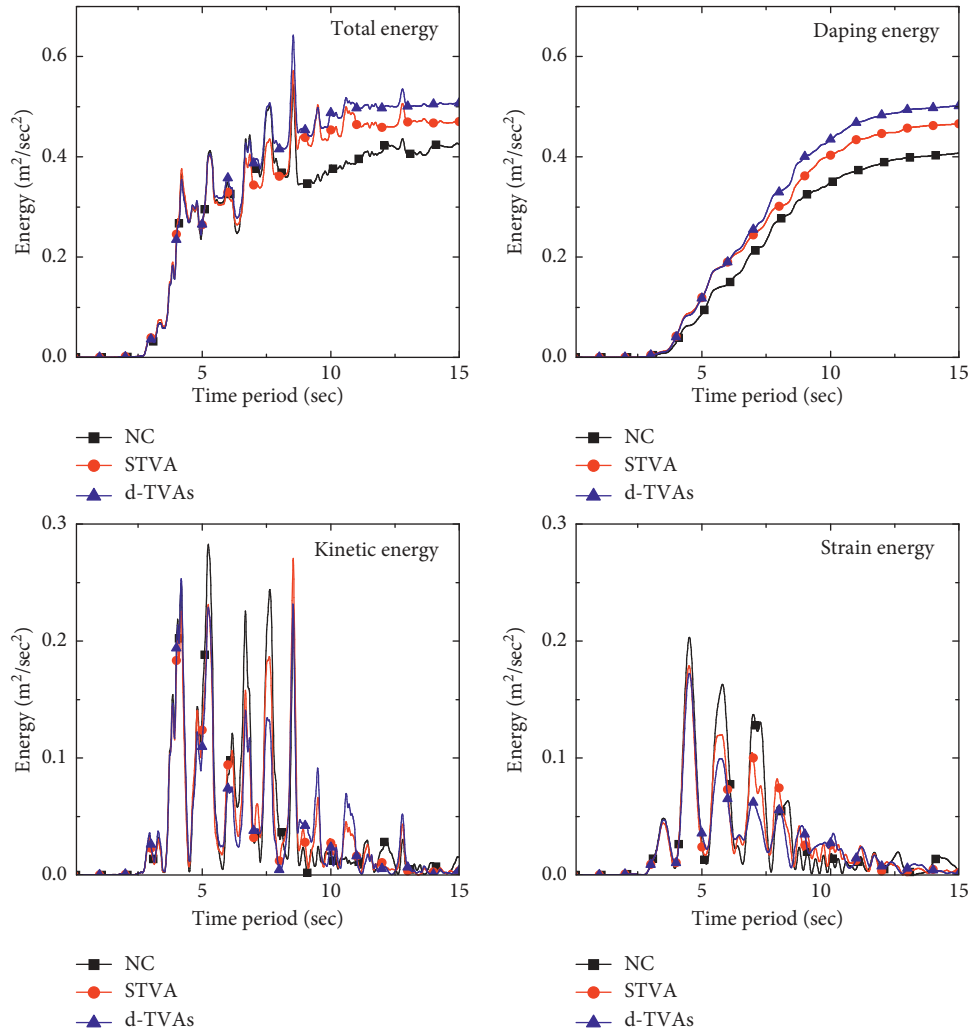 Total energy
0.6
0.4
0.2
0.0
Energy (m²/sec²)
5
10
15
Time period (sec)
NC
STVA
d-TVAs
Daping energy
0.6
0.4
0.2
0.0
Energy (m²/sec²)
5
10
15
Time period (sec)
NC
STVA
d-TVAs
Kinetic energy
0.3
0.2
0.1
0.0
Energy (m²/sec²)
5
10
15
Time period (sec)
NC
STVA
d-TVAs
Strain energy
0.3
0.2
0.1
0.0
Energy (m²/sec²)
5
10
15
Time period (sec)
NC
STVA
d-TVAs